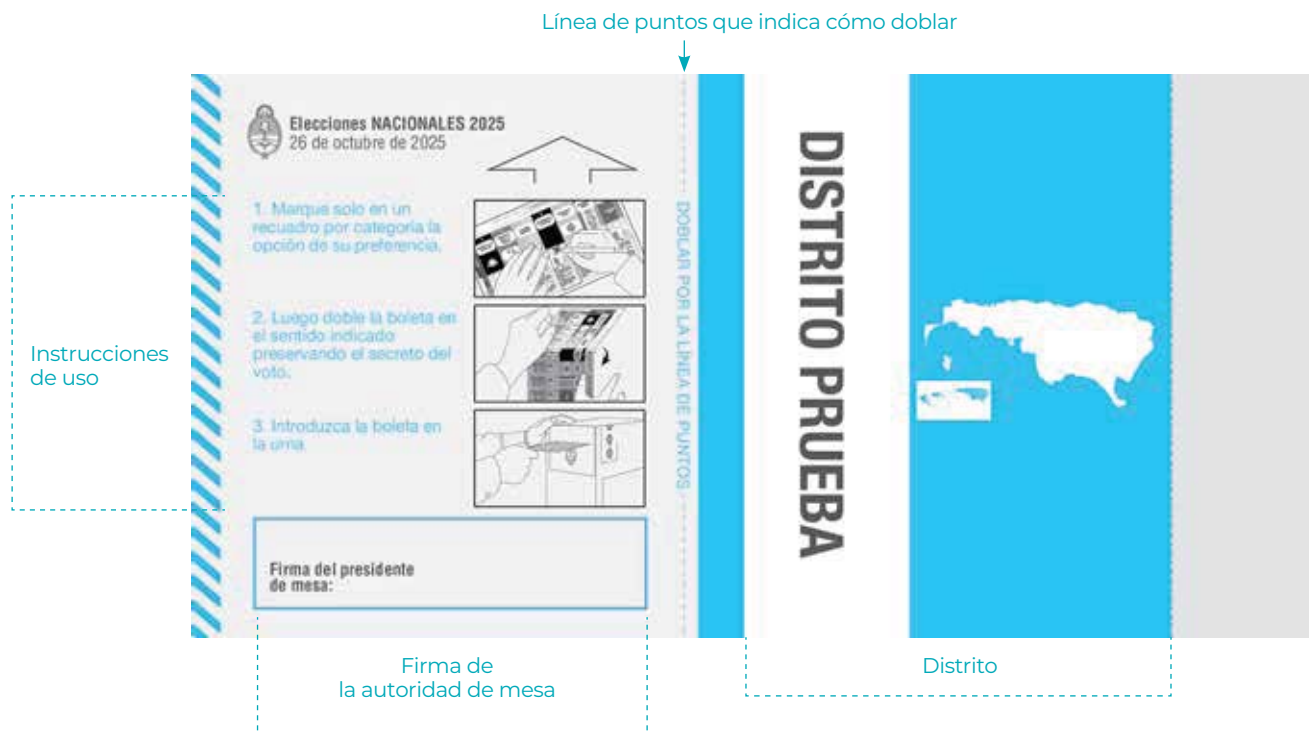 Línea de puntos que indica cómo doblar
Elecciones NACIONALES 2025
26 de octubre de 2025
1. Marque solo en un
recuadro por categoría la
opción de su preferencia.
2. Luego doble la boleta en
el sentido indicado
preservando el secreto del
voto.
3. Introduzca la boleta en
la urna
Firma del presidente
de mesa:
DOBLAR POR LA LÍNEA DE PUNTOS
DISTRITO PRUEBA
Instrucciones
de uso
Firma de
la autoridad de mesa
Distrito